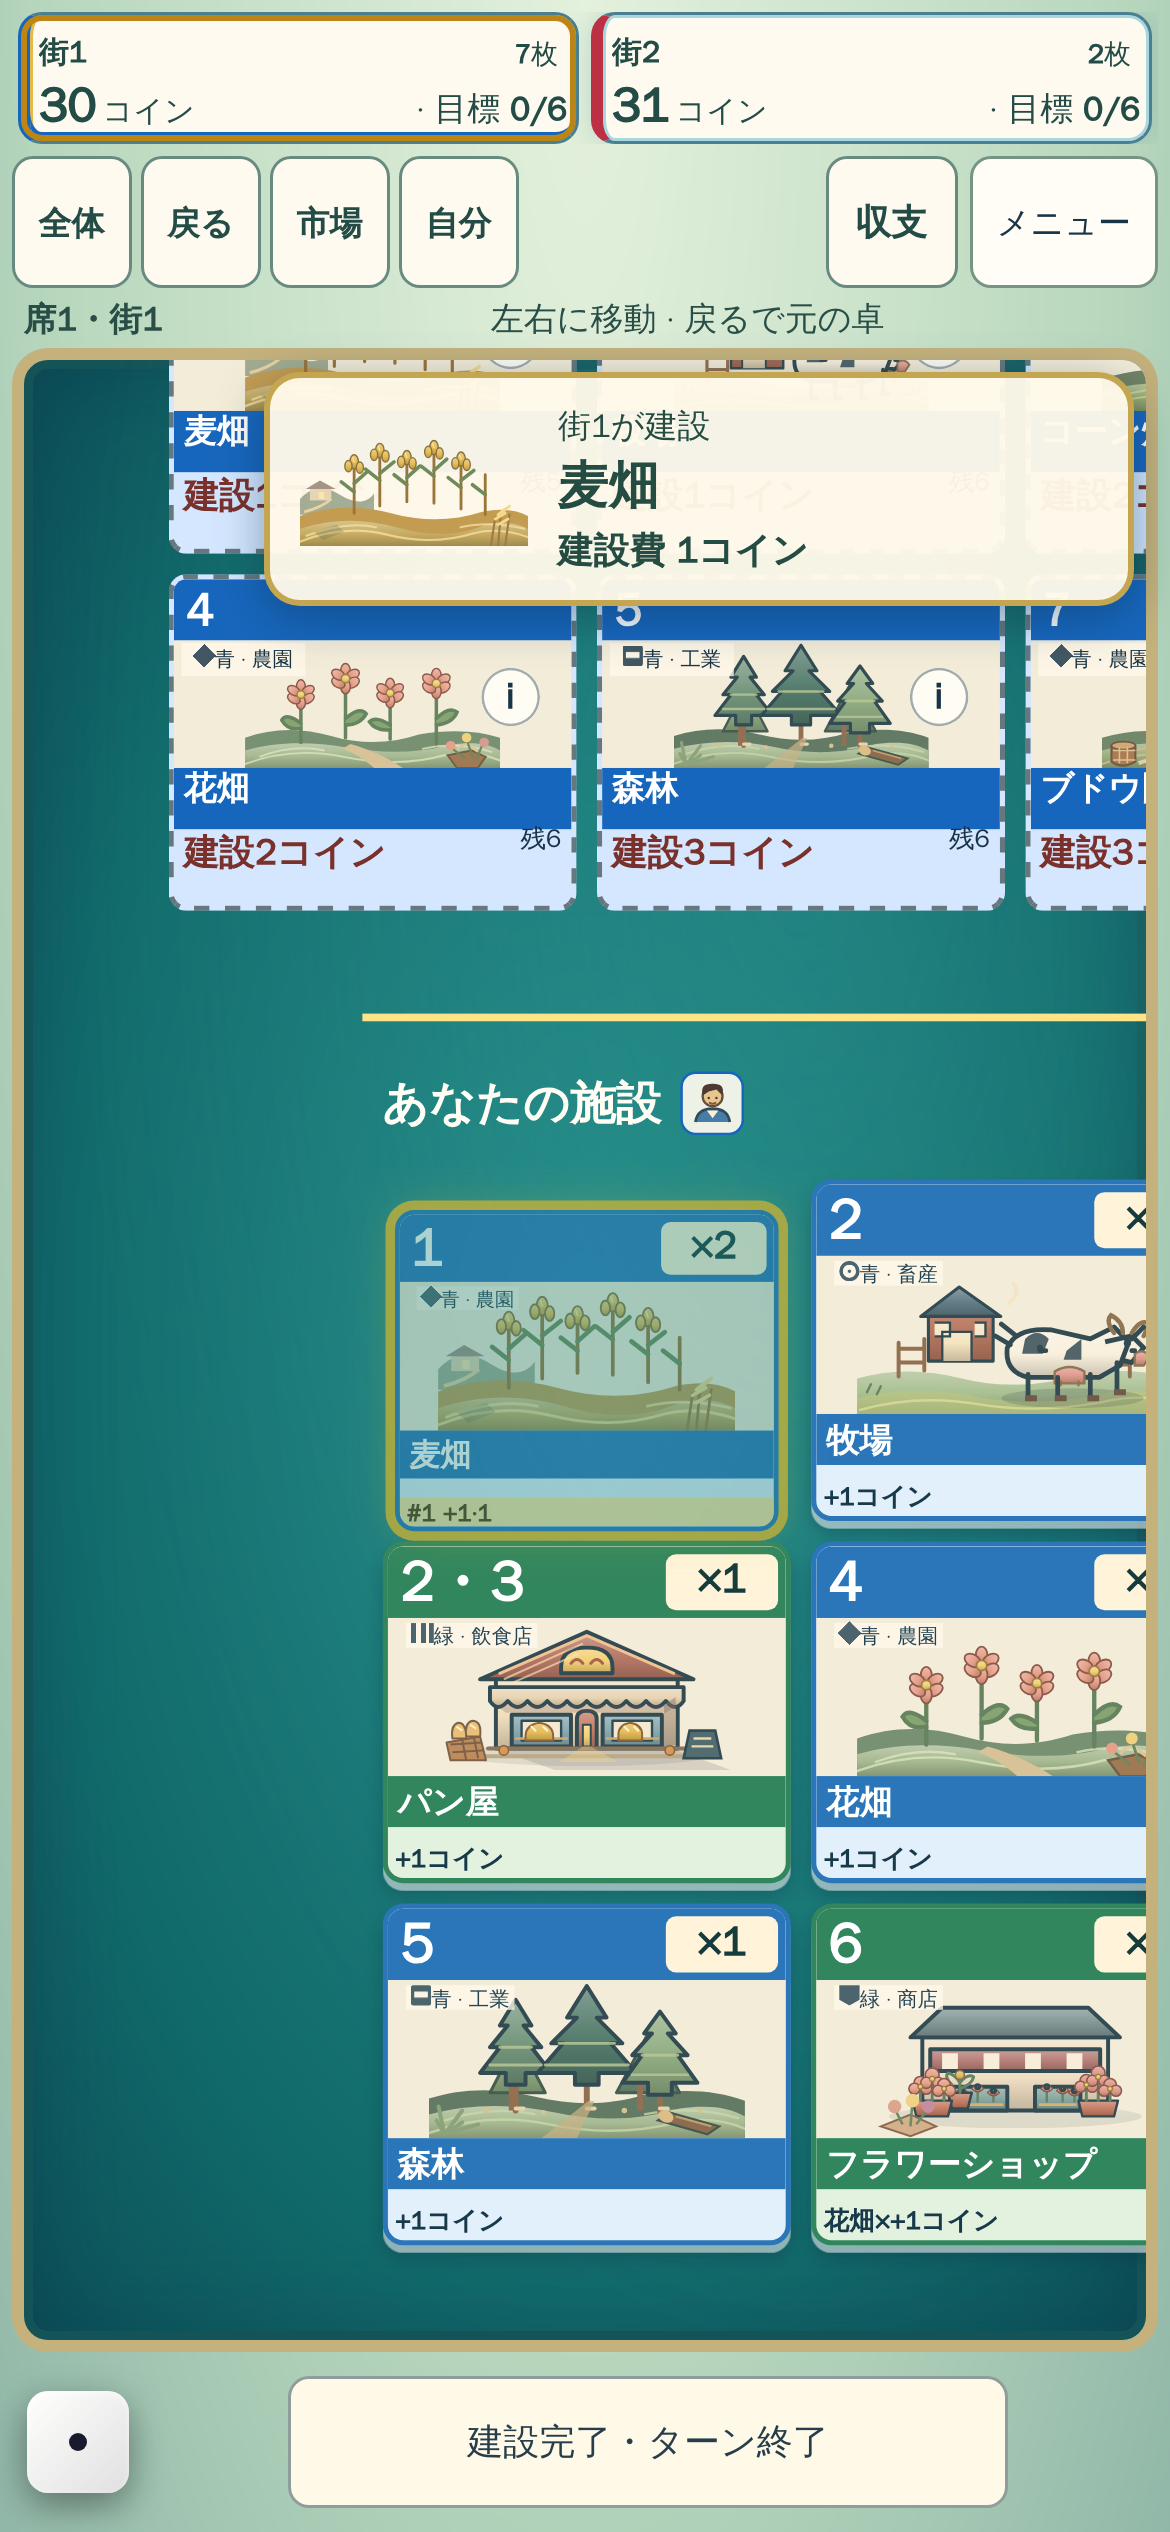 街1 7枚
30 コイン ・目標 0/6
街2 2枚
31 コイン ・目標 0/6
全体 戻る 市場 自分 収支 メニュー
席1・街1 左右に移動・戻るで元の卓
街1が建設
麦畑
建設費 1コイン
麦畑
4
◆青・農園
i
花畑
建設2コイン 残6
5
青・工業
i
森林
建設3コイン 残6
7
◆青・農園
あなたの施設
1 ×2
◆青・農園
麦畑
#1 +1·1
2
青・畜産
牧場
+1コイン
2・3 ×1
緑・飲食店
パン屋
+1コイン
4
◆青・農園
花畑
+1コイン
5 ×1
青・工業
森林
+1コイン
6
緑・商店
フラワーショップ
花畑×+1コイン
建設完了・ターン終了